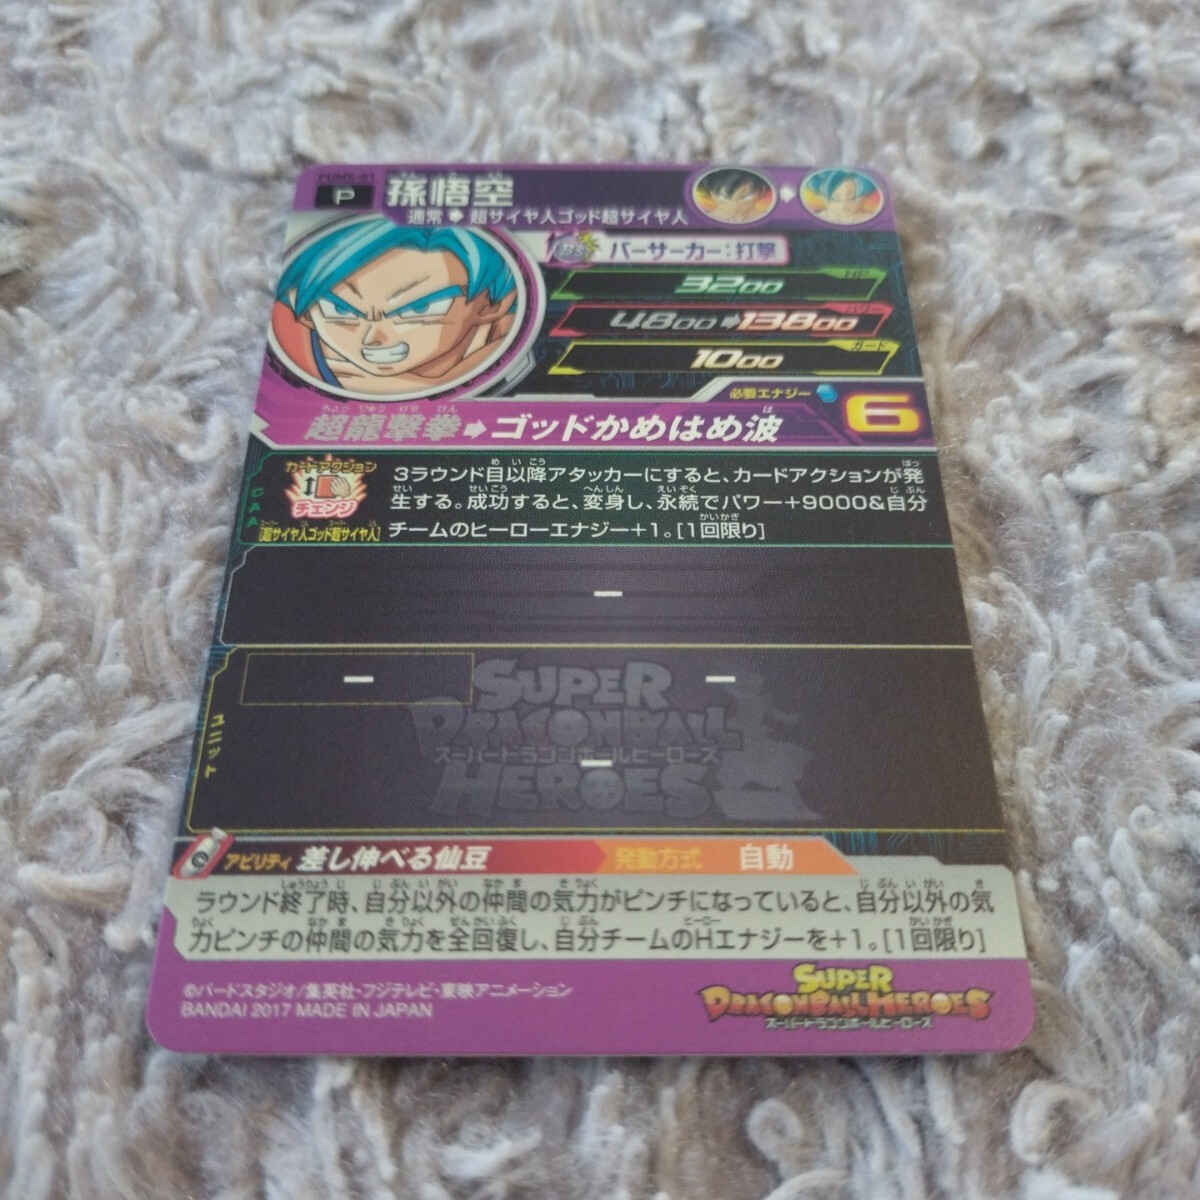 PUMS-01
P
孫悟空
通常 超サイヤ人ゴッド超サイヤ人
バーサーカー：打撃
HP
3200
パワー
4800 13800
ガード
1000
必要エナジー
6
超龍撃拳 ゴッドかめはめ波
CAA
カードアクション
チェンジ
[超サイヤ人ゴッド超サイヤ人]
3ラウンド目以降アタッカーにすると、カードアクションが発
生する。成功すると、変身し、永続でパワー+9000&自分
チームのヒーローエナジー+1。[1回限り]
ー
ユニット
ー
ー
ー
SUPER
DRAGONBALL
スーパードラゴンボールヒーローズ
HEROES
アビリティ 差し伸べる仙豆 発動方式 自動
ラウンド終了時、自分以外の仲間の気力がピンチになっていると、自分以外の気
力ピンチの仲間の気力を全回復し、自分チームのHエナジーを+1。[1回限り]
©バードスタジオ/集英社・フジテレビ・東映アニメーション
BANDAI 2017 MADE IN JAPAN
SUPER
DRAGONBALL HEROES
スーパードラゴンボールヒーローズ